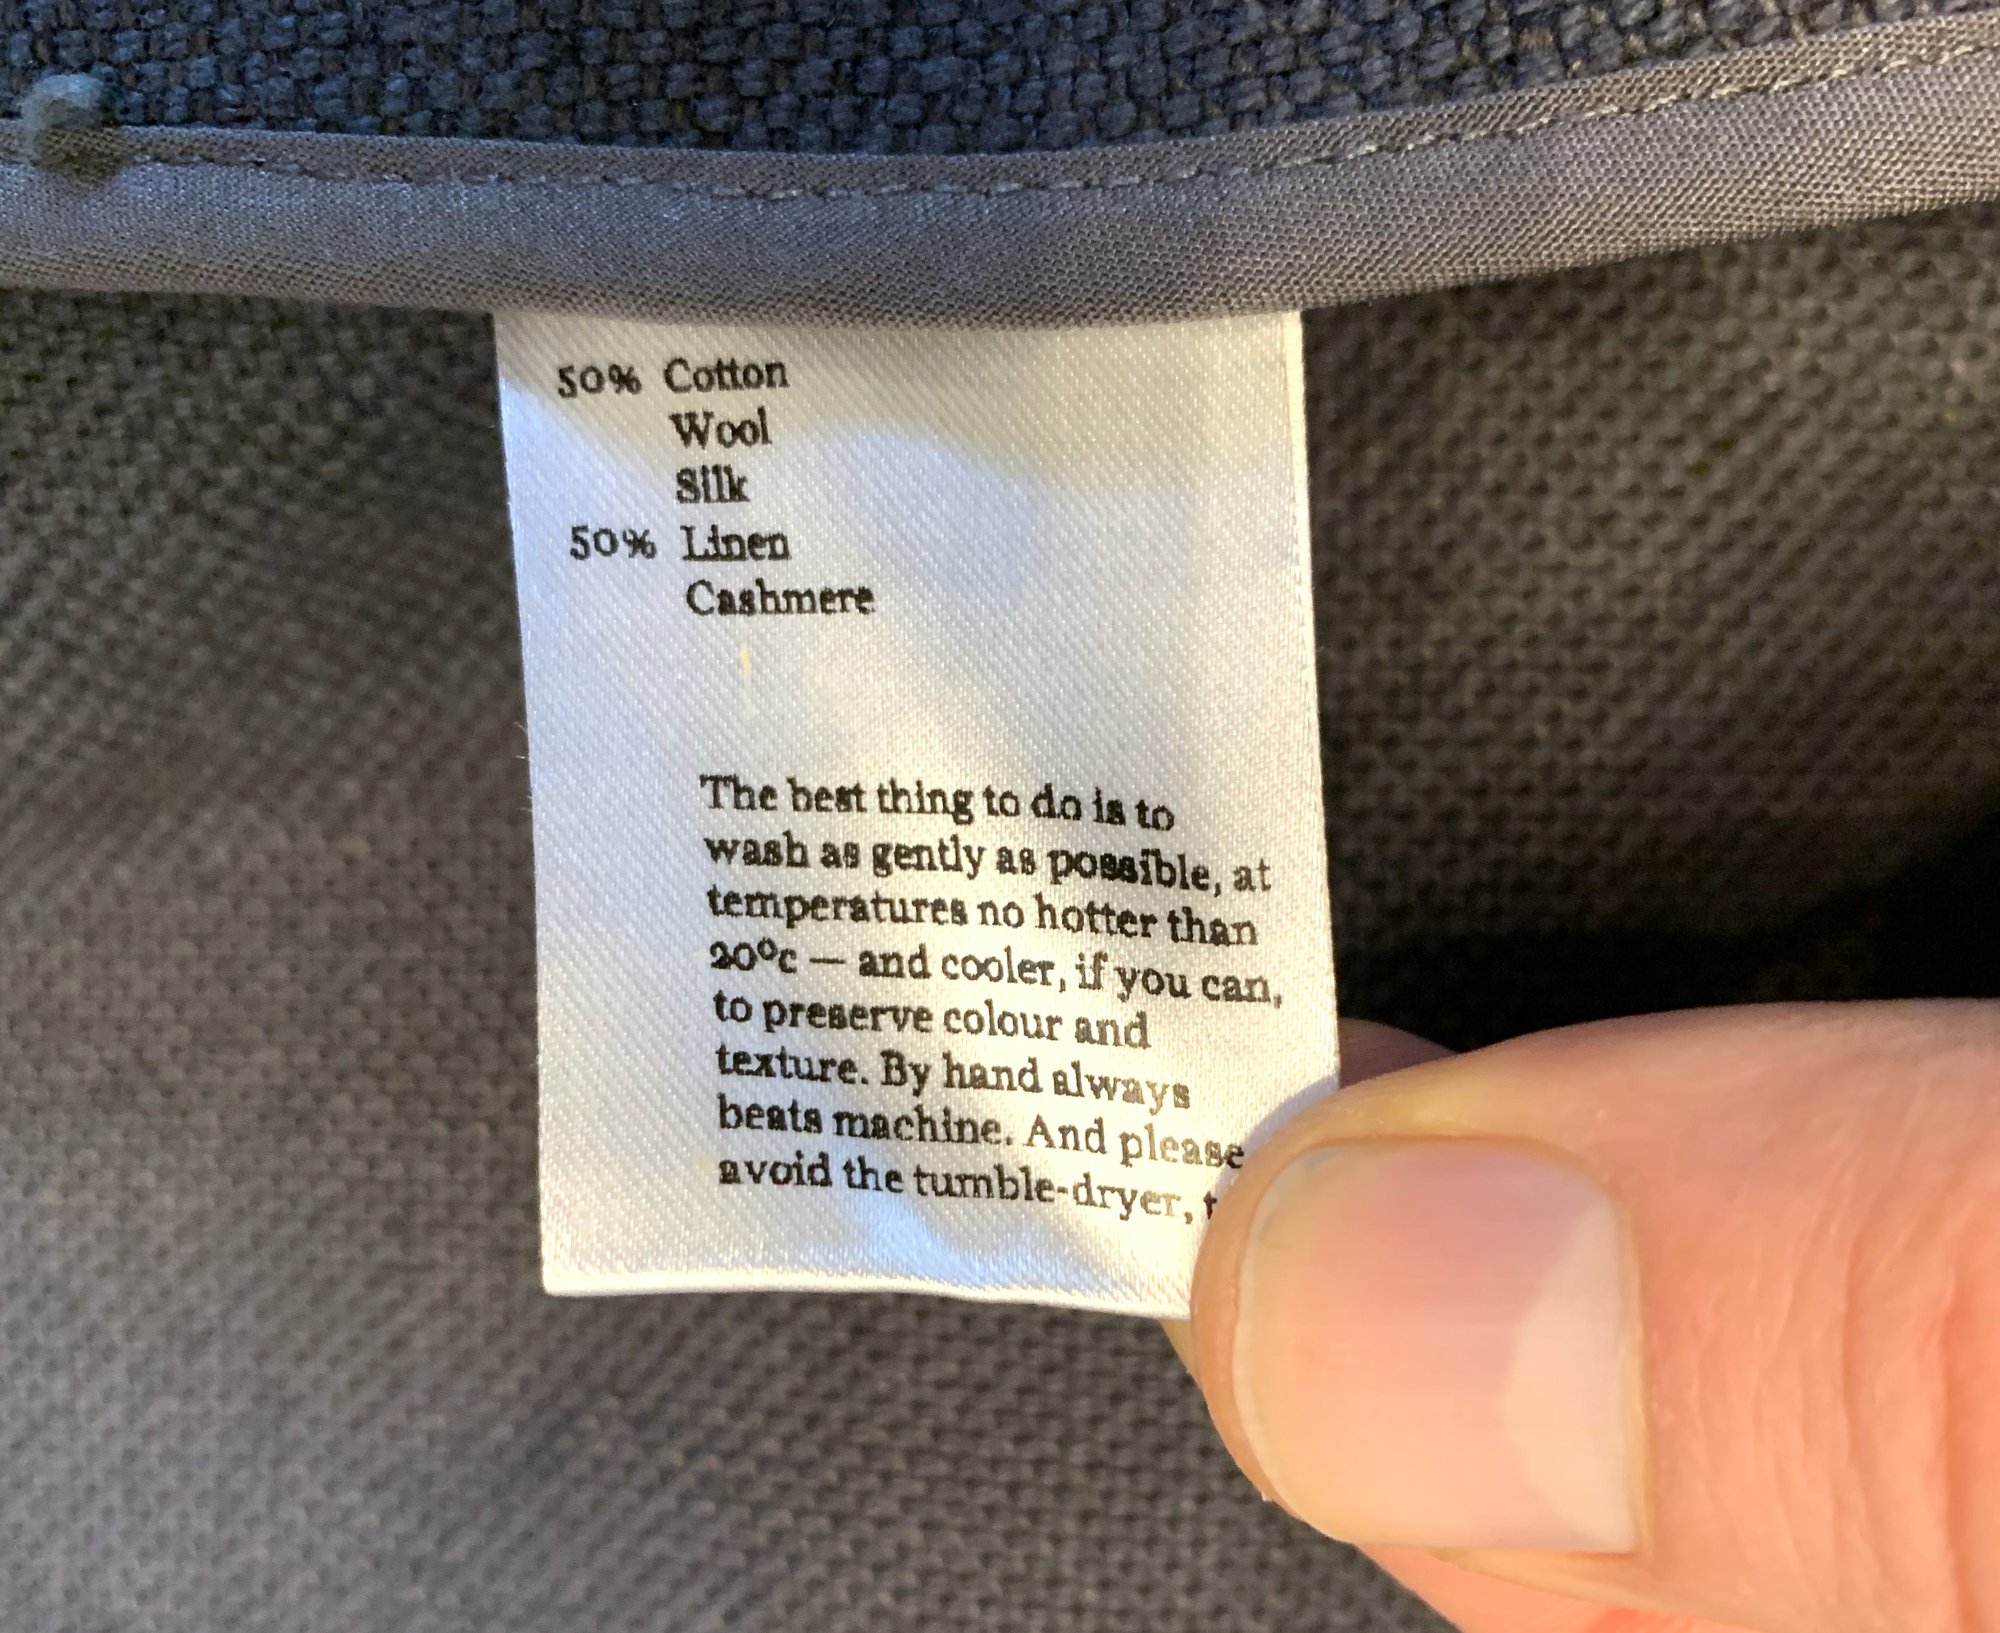 50% Cotton
Wool
Silk
50% Linen
Cashmere
The best thing to do is to
wash as gently as possible, at
temperatures no hotter than
20ºc — and cooler, if you can,
to preserve colour and
texture. By hand always
beats machine. And please
avoid the tumble-dryer,